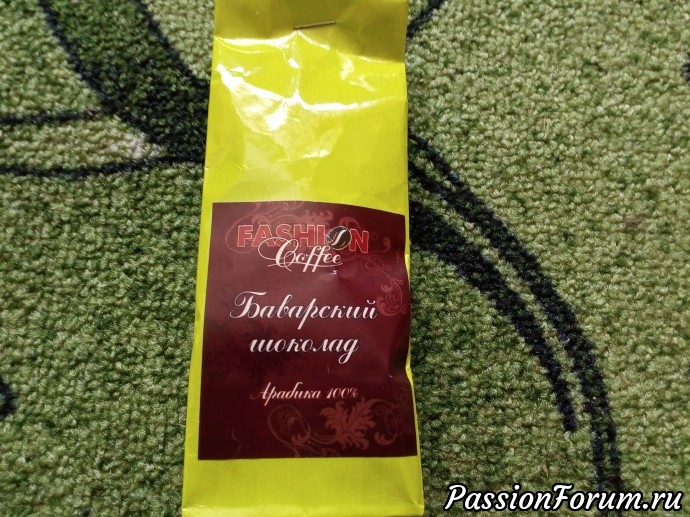 FASHION
Coffee
Баварский
шоколад
Арабика 100%
PassionForum.ru